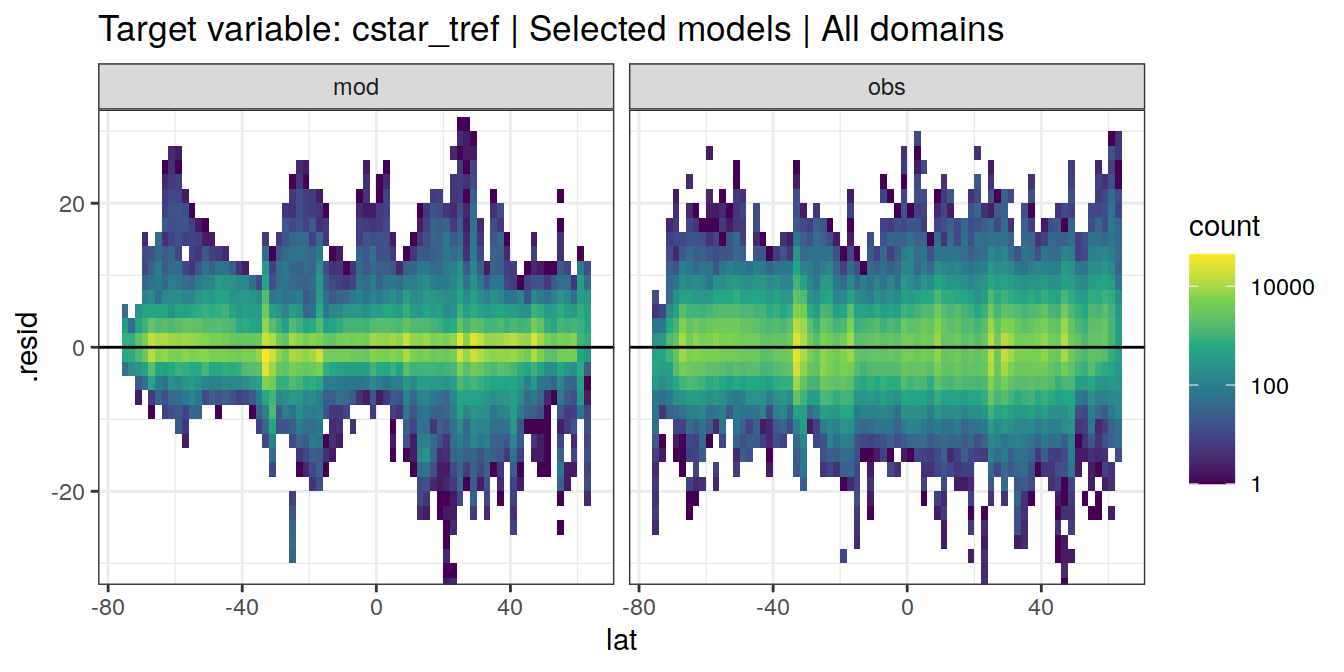 Target variable: cstar_tref | Selected models | All domains
mod
obs
.resid
20
0
-20
-80
-40
0
40
-80
-40
0
40
lat
count
10000
100
1